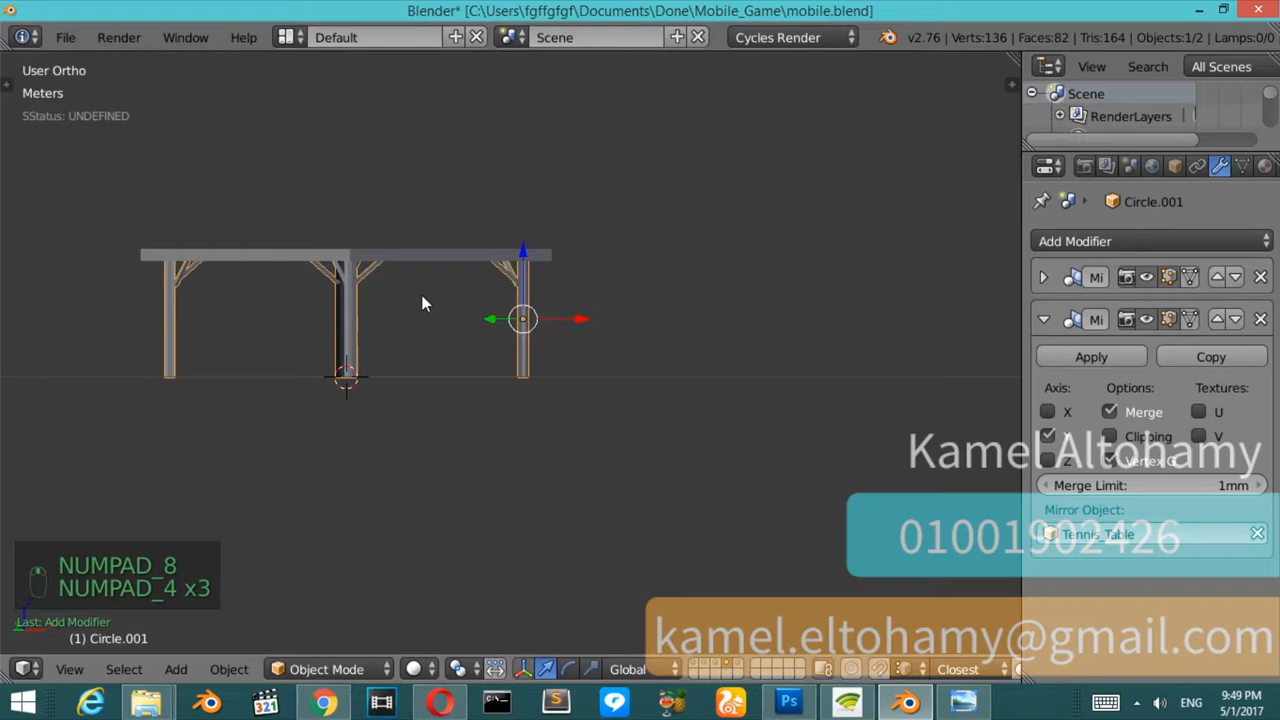 Blender* [C:\Users\fgffgfgf\Documents\Done\Mobile_Game\mobile.blend]
File Render Window Help Default Scene Cycles Render v2.76 | Verts:136 | Faces:82 | Tris:164 | Objects:1/2 | Lamps:0/0
User Ortho
Meters
SStatus: UNDEFINED
View Search All Scenes
Scene
RenderLayers
Circle.001
Add Modifier
Mi
Mi
Apply Copy
Axis: Options: Textures:
X Merge U
Y Clipping V
Z Vertex G
Merge Limit: 1mm
Mirror Object:
Tennis_Table
Kamel Altohamy
01001902426
kamel.eltohamy@gmail.com
NUMPAD_8
NUMPAD_4 x3
Last: Add Modifier
(1) Circle.001
View Select Add Object Object Mode Global Closest
321 Ps ENG
9:49 PM
5/1/2017